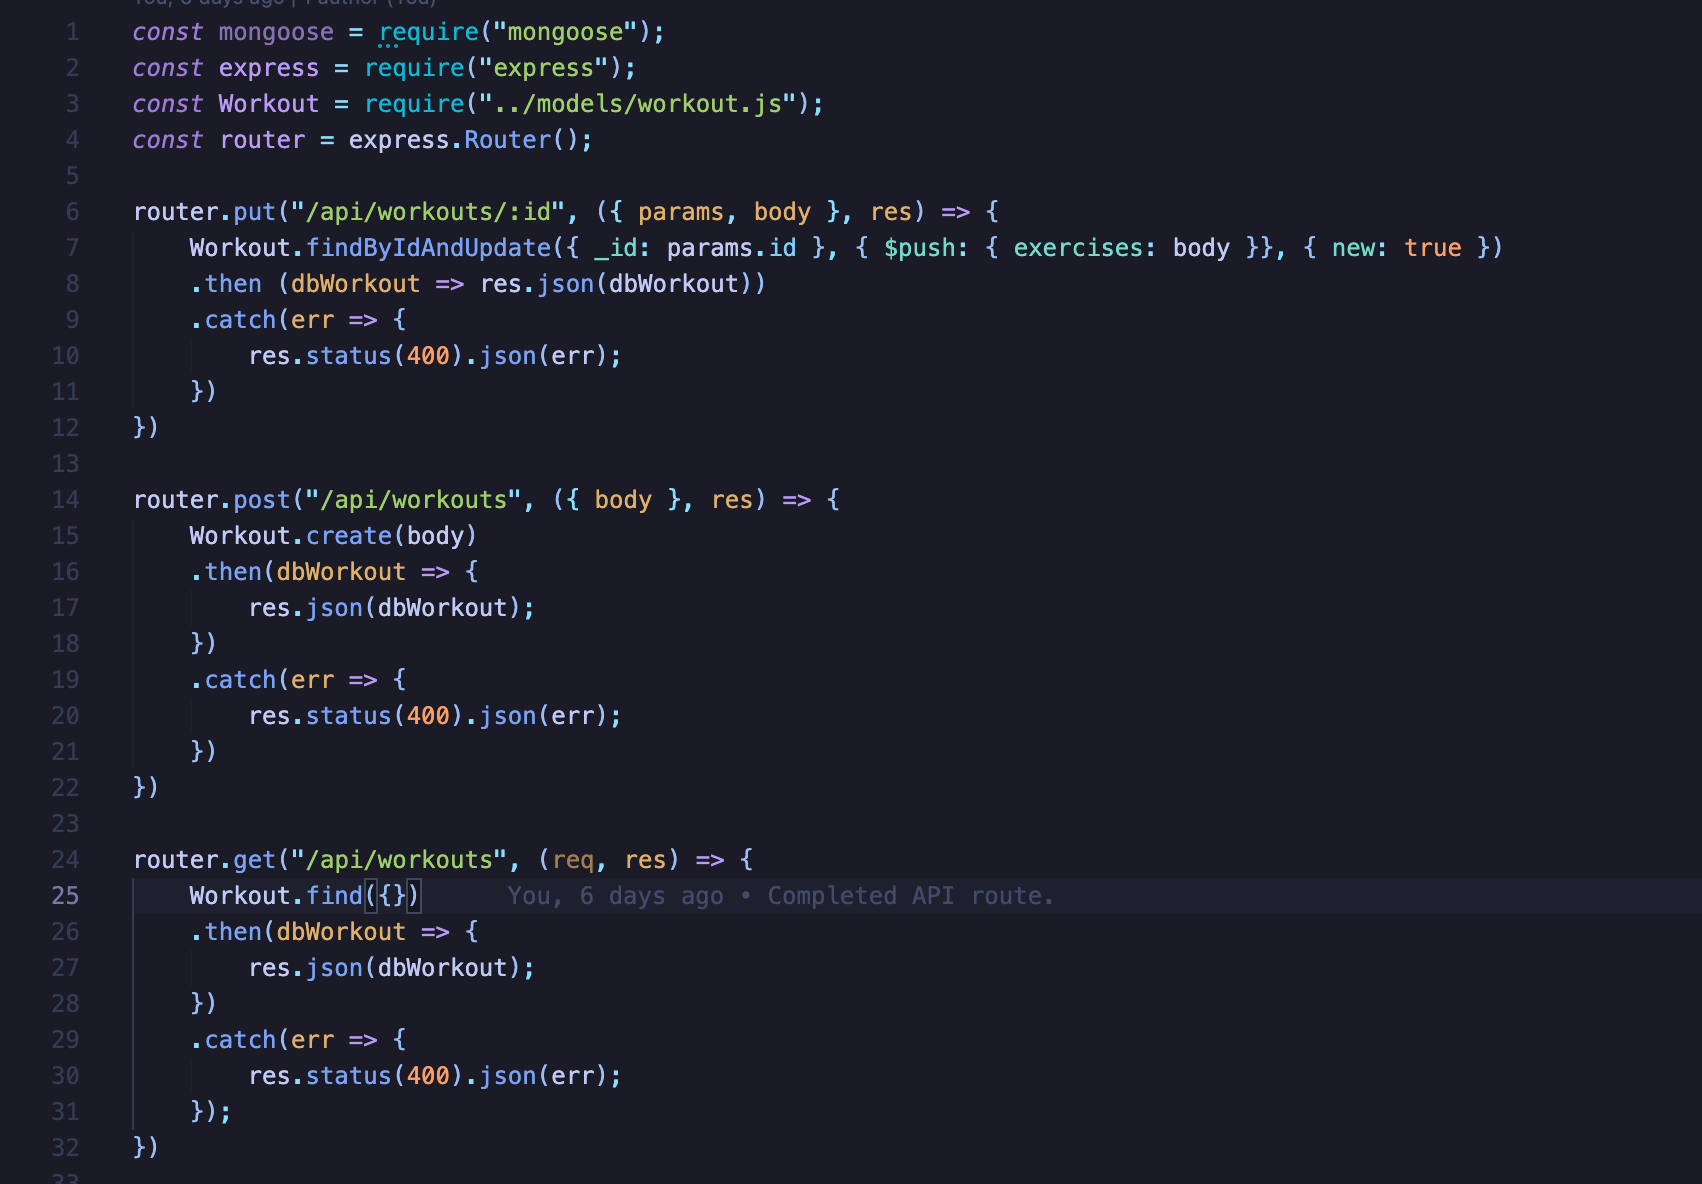 You, 6 days ago | 1 author (You)
1 const mongoose = require("mongoose");
2 const express = require("express");
3 const Workout = require("../models/workout.js");
4 const router = express.Router();
5
6 router.put("/api/workouts/:id", ({ params, body }, res) => {
7 Workout.findByIdAndUpdate({ _id: params.id }, { $push: { exercises: body }}, { new: true })
8 .then (dbWorkout => res.json(dbWorkout))
9 .catch(err => {
10 res.status(400).json(err);
11 })
12 })
13
14 router.post("/api/workouts", ({ body }, res) => {
15 Workout.create(body)
16 .then(dbWorkout => {
17 res.json(dbWorkout);
18 })
19 .catch(err => {
20 res.status(400).json(err);
21 })
22 })
23
24 router.get("/api/workouts", (req, res) => {
25 Workout.find({}) You, 6 days ago • Completed API route.
26 .then(dbWorkout => {
27 res.json(dbWorkout);
28 })
29 .catch(err => {
30 res.status(400).json(err);
31 });
32 })
33